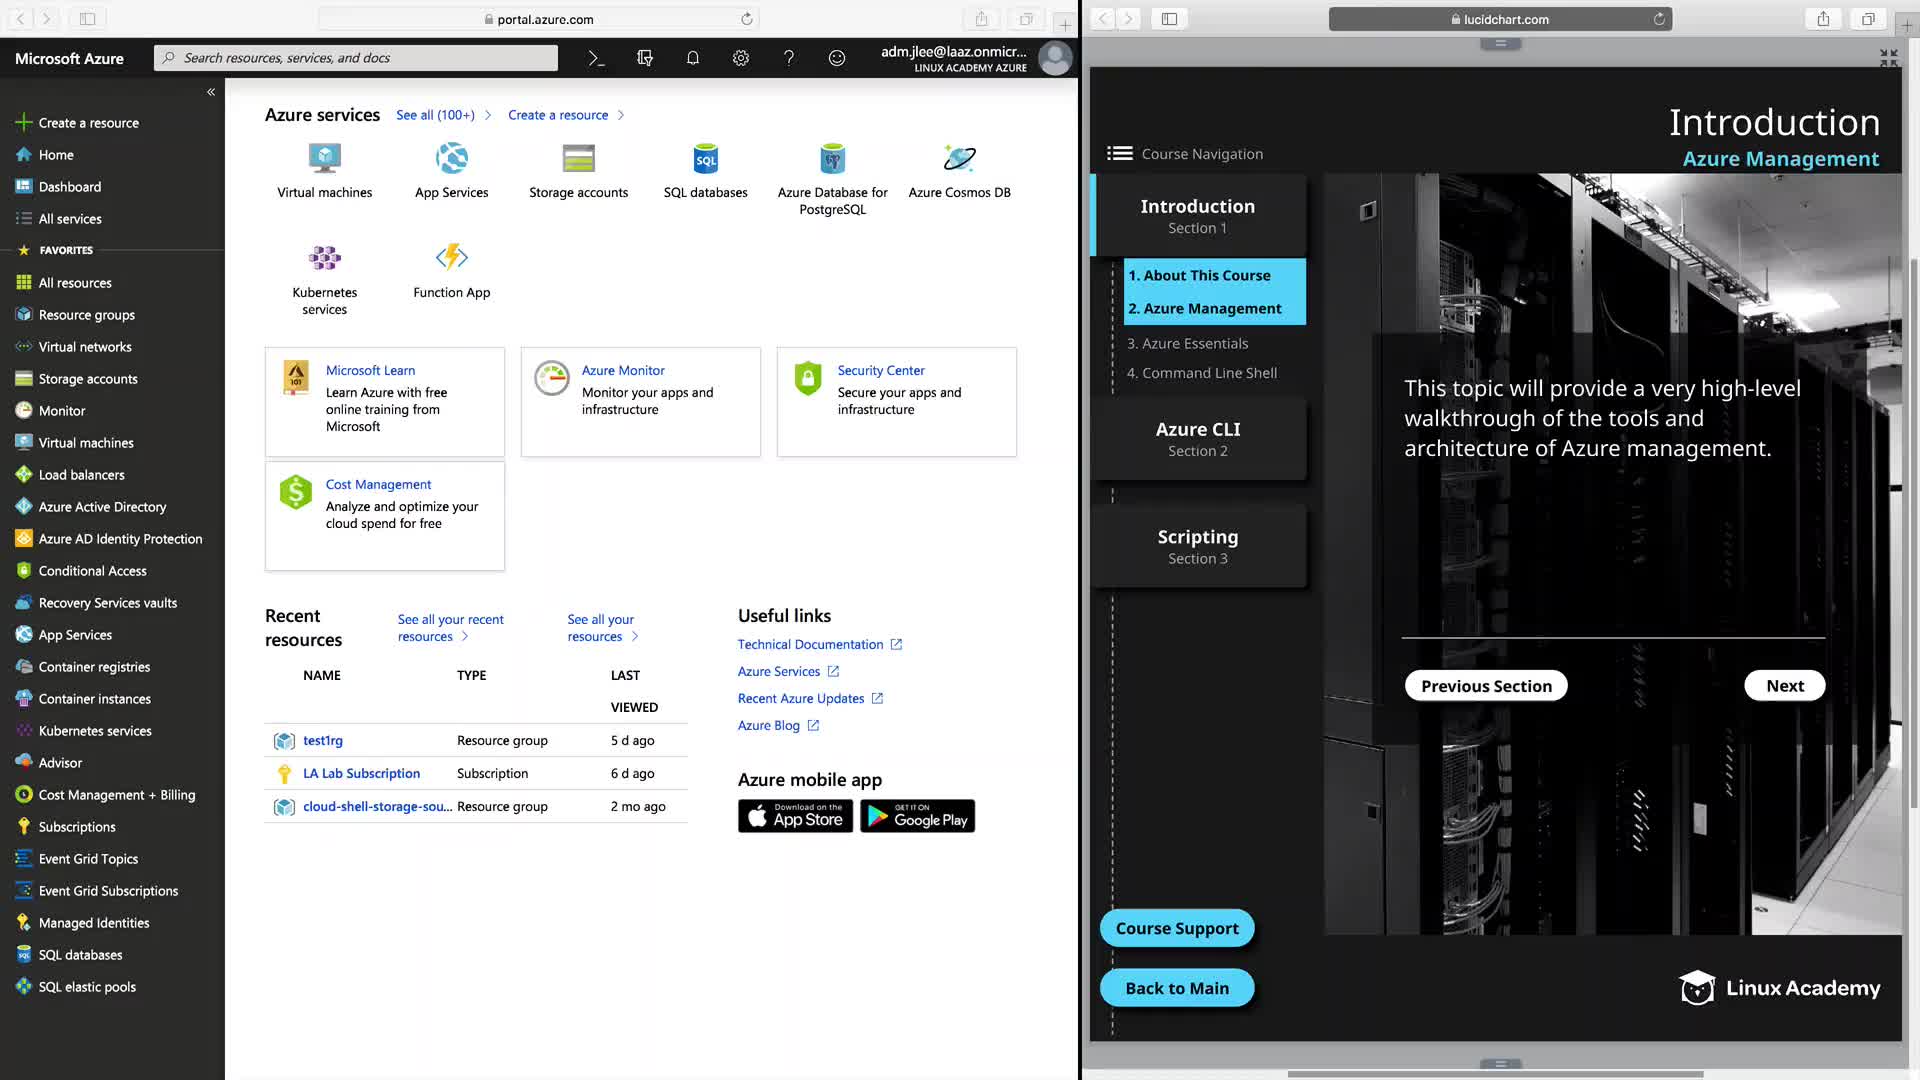 portal.azure.com
Microsoft Azure
Search resources, services, and docs
adm.jlee@laaz.onmicr...
LINUX ACADEMY AZURE
Create a resource
Home
Dashboard
All services
FAVORITES
All resources
Resource groups
Virtual networks
Storage accounts
Monitor
Virtual machines
Load balancers
Azure Active Directory
Azure AD Identity Protection
Conditional Access
Recovery Services vaults
App Services
Container registries
Container instances
Kubernetes services
Advisor
Cost Management + Billing
Subscriptions
Event Grid Topics
Event Grid Subscriptions
Managed Identities
SQL databases
SQL elastic pools
Azure services
See all (100+)
Create a resource
Virtual machines
App Services
Storage accounts
SQL
SQL databases
Azure Database for
PostgreSQL
Azure Cosmos DB
Kubernetes
services
Function App
Microsoft Learn
Learn Azure with free
online training from
Microsoft
Azure Monitor
Monitor your apps and
infrastructure
Security Center
Secure your apps and
infrastructure
Cost Management
Analyze and optimize your
cloud spend for free
Recent
resources
See all your recent
resources
See all your
resources
NAME TYPE LAST
VIEWED
test1rg Resource group 5 d ago
LA Lab Subscription Subscription 6 d ago
cloud-shell-storage-sou... Resource group 2 mo ago
Useful links
Technical Documentation
Azure Services
Recent Azure Updates
Azure Blog
Azure mobile app
Download on the
App Store
GET IT ON
Google Play
lucidchart.com
Introduction
Azure Management
Course Navigation
Introduction
Section 1
1. About This Course
2. Azure Management
3. Azure Essentials
4. Command Line Shell
Azure CLI
Section 2
Scripting
Section 3
This topic will provide a very high-level
walkthrough of the tools and
architecture of Azure management.
Previous Section
Next
Course Support
Back to Main
Linux Academy